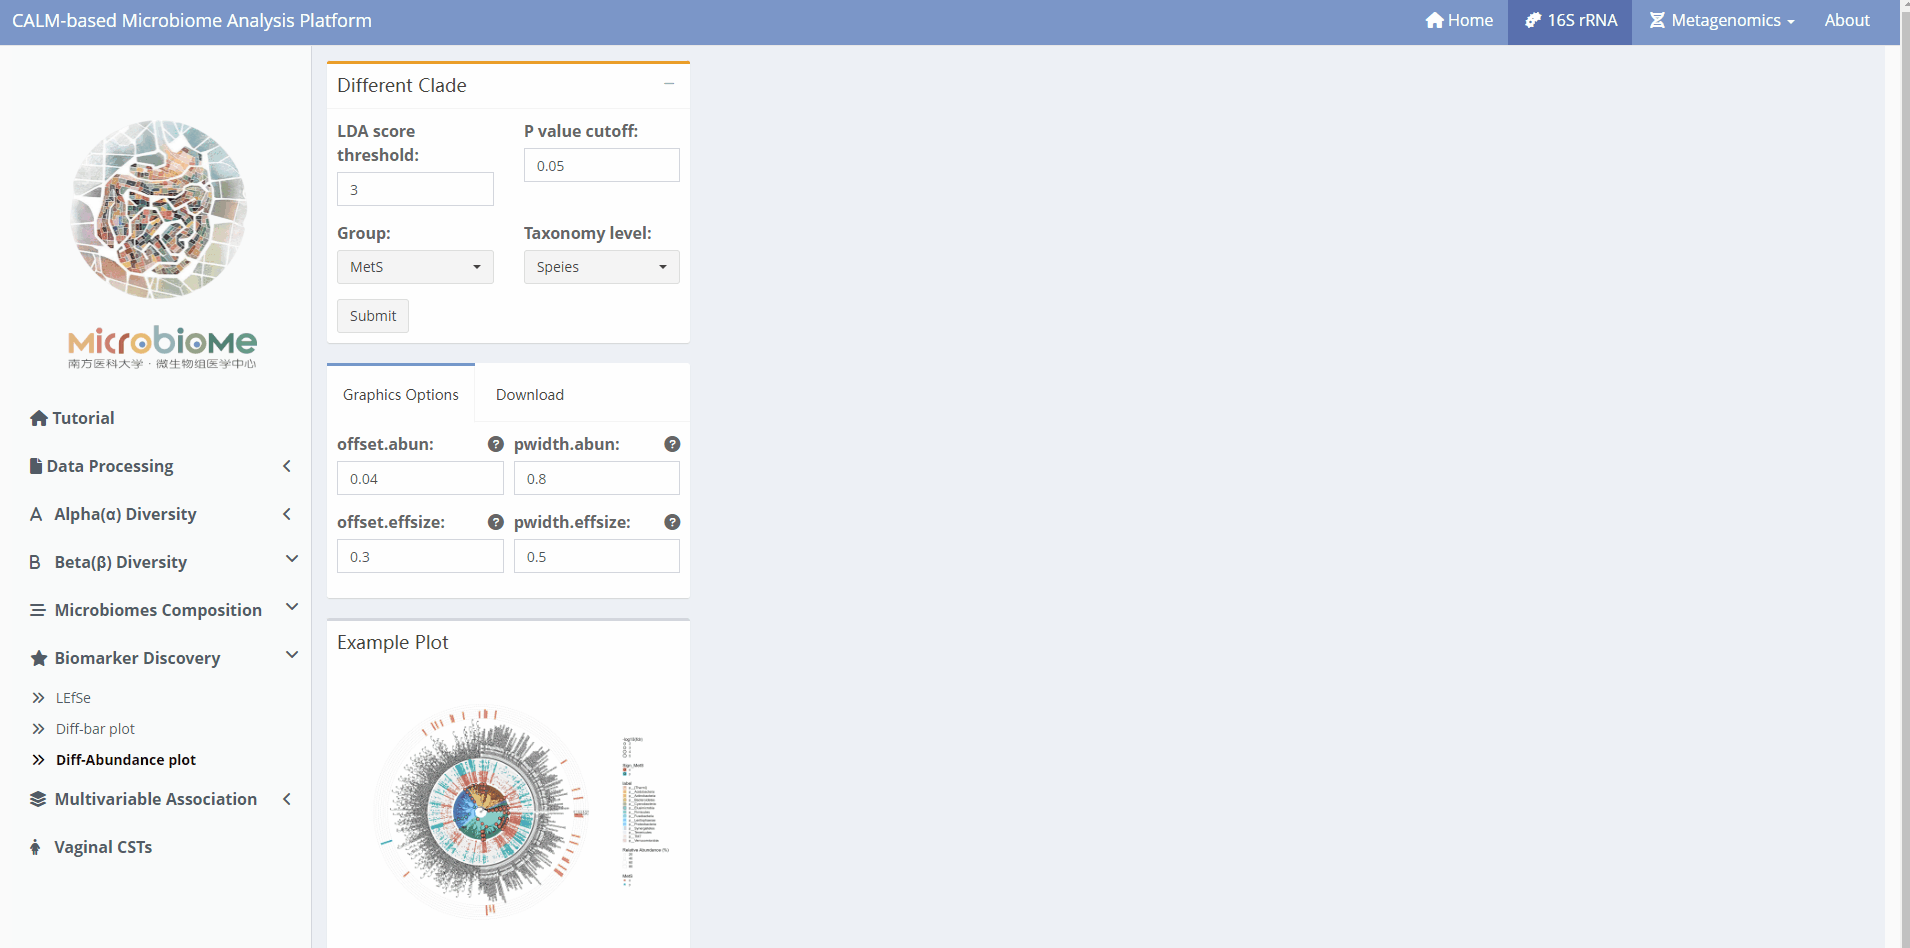 CALM-based Microbiome Analysis Platform
Home
16S rRNA
Metagenomics
About
MicrobioMe
南方医科大学 · 微生物组医学中心
Tutorial
Data Processing
A Alpha(α) Diversity
B Beta(β) Diversity
Microbiomes Composition
Biomarker Discovery
LEfSe
Diff-bar plot
Diff-Abundance plot
Multivariable Association
Vaginal CSTs
Different Clade
LDA score threshold:
P value cutoff:
3
0.05
Group:
Taxonomy level:
MetS
Speies
Submit
Graphics Options
Download
offset.abun:
pwidth.abun:
0.04
0.8
offset.effsize:
pwidth.effsize:
0.3
0.5
Example Plot
Relative Abundance (%)
MetS